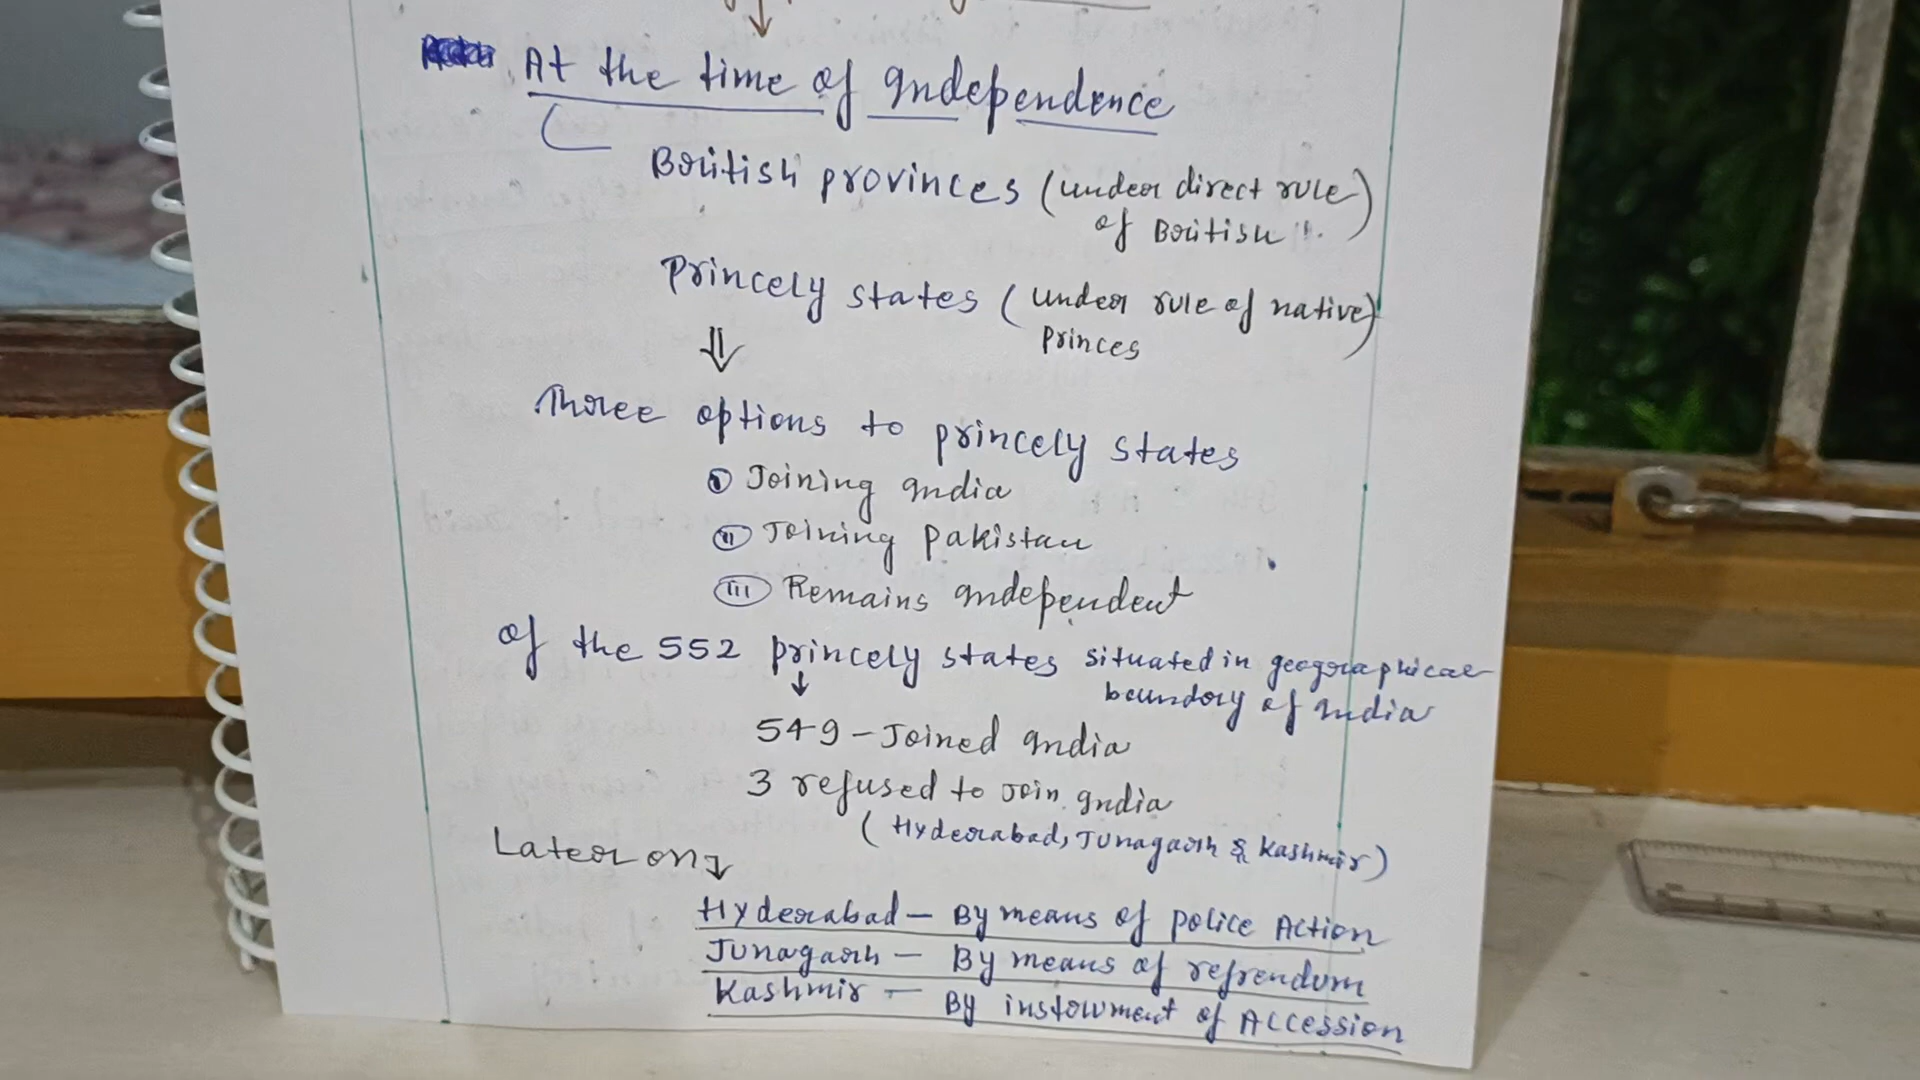 At the time of Independence
British provinces (under direct rule
of British)
Princely states (under rule of native
princes)
Three options to princely states
(i) Joining India
(ii) Joining Pakistan
(iii) Remains Independent
of the 552 princely states situated in geographical
boundory of India
549 - Joined India
3 refused to join India
(Hyderabad, Junagarh & Kashmir)
Later on
Hyderabad - By means of police Action
Junagarh - By means of refrendum
Kashmir - By instrument of Accession